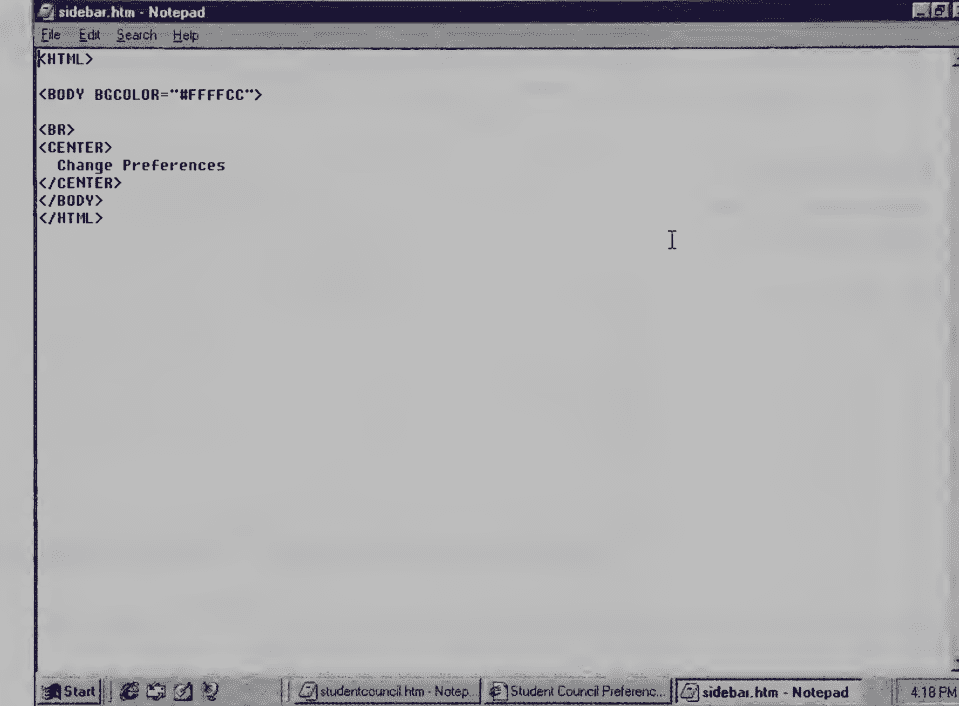 sidebar.htm - Notepad
File Edit Search Help
<HTML>
<BODY BGCOLOR="#FFFFCC">
<BR>
<CENTER>
Change Preferences
</CENTER>
</BODY>
</HTML>
Start studentcouncil.htm - Notep... Student Council Preferenc... sidebar.htm - Notepad 4:18 PM